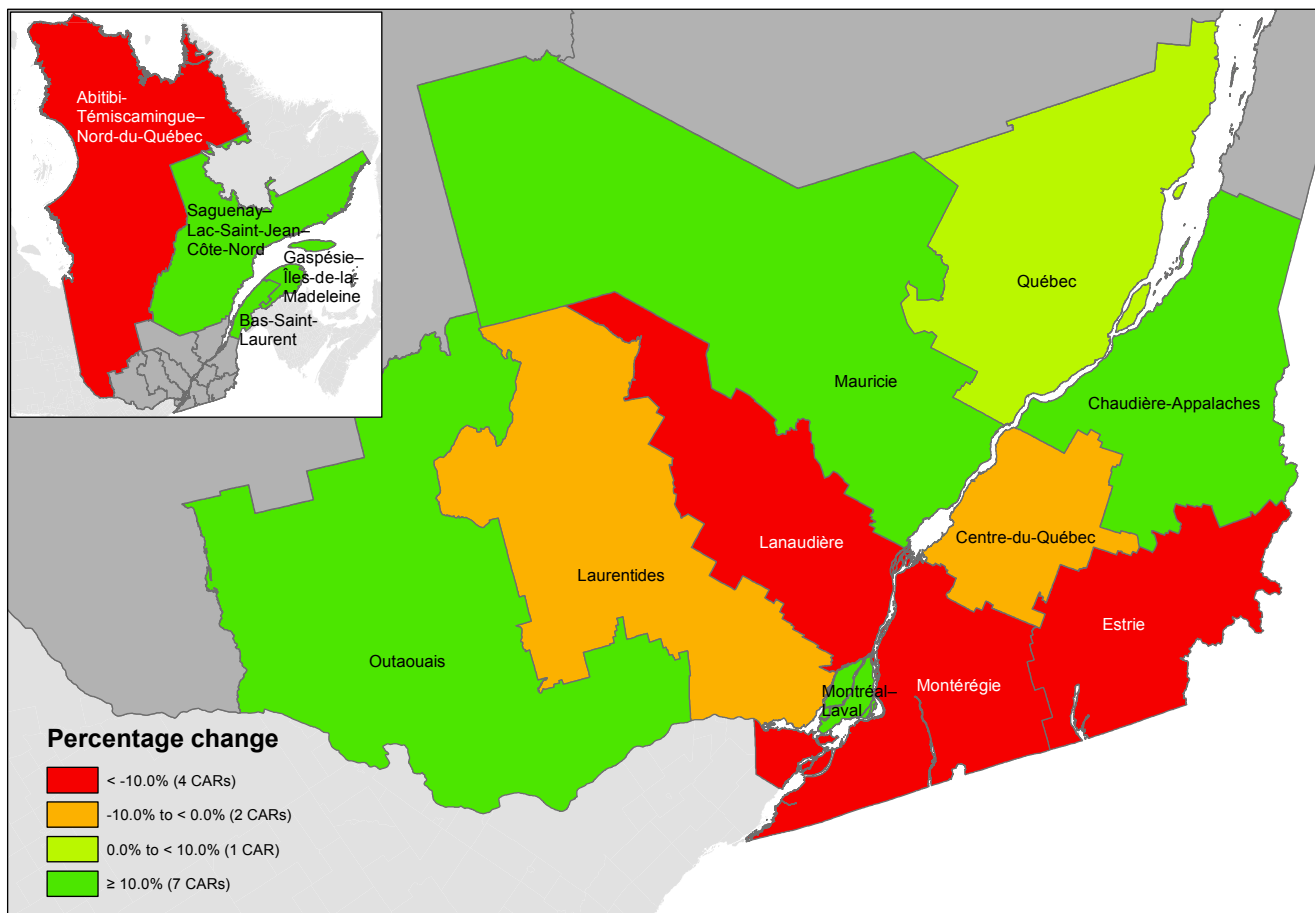 Abitibi-
Témiscamingue–
Nord-du-Québec
Saguenay–
Lac-Saint-Jean–
Côte-Nord
Gaspésie–
Îles-de-la-
Madeleine
Bas-Saint-
Laurent
Québec
Mauricie
Chaudière-Appalaches
Lanaudière
Centre-du-Québec
Laurentides
Estrie
Outaouais
Montréal–
Laval
Montérégie
Percentage change
< -10.0% (4 CARs)
-10.0% to < 0.0% (2 CARs)
0.0% to < 10.0% (1 CAR)
≥ 10.0% (7 CARs)